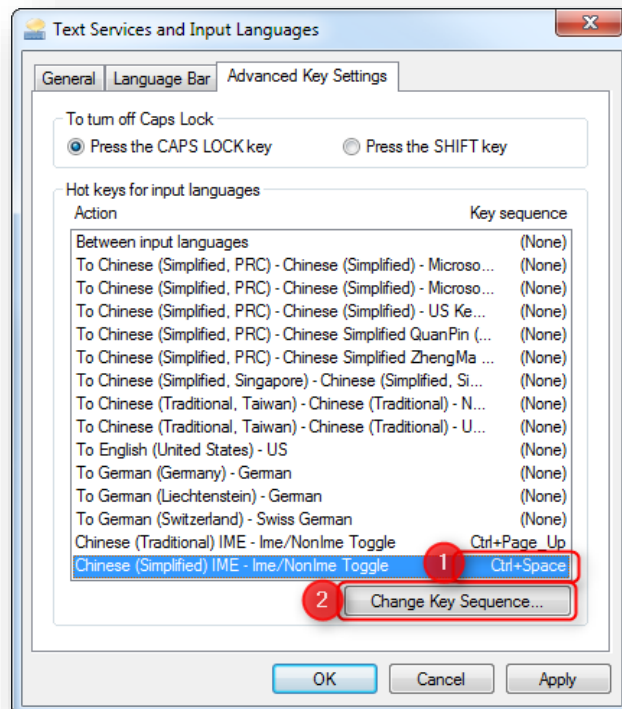 Text Services and Input Languages
General Language Bar Advanced Key Settings
To turn off Caps Lock
Press the CAPS LOCK key Press the SHIFT key
Hot keys for input languages
Action Key sequence
Between input languages (None)
To Chinese (Simplified, PRC) - Chinese (Simplified) - Microso... (None)
To Chinese (Simplified, PRC) - Chinese (Simplified) - Microso... (None)
To Chinese (Simplified, PRC) - Chinese (Simplified) - US Ke... (None)
To Chinese (Simplified, PRC) - Chinese Simplified QuanPin (... (None)
To Chinese (Simplified, PRC) - Chinese Simplified ZhengMa ... (None)
To Chinese (Simplified, Singapore) - Chinese (Simplified, Si... (None)
To Chinese (Traditional, Taiwan) - Chinese (Traditional) - N... (None)
To Chinese (Traditional, Taiwan) - Chinese (Traditional) - U... (None)
To English (United States) - US (None)
To German (Germany) - German (None)
To German (Liechtenstein) - German (None)
To German (Switzerland) - Swiss German (None)
Chinese (Traditional) IME - Ime/NonIme Toggle Ctrl+Page_Up
Chinese (Simplified) IME - Ime/NonIme Toggle 1 Ctrl+Space
2 Change Key Sequence...
OK Cancel Apply